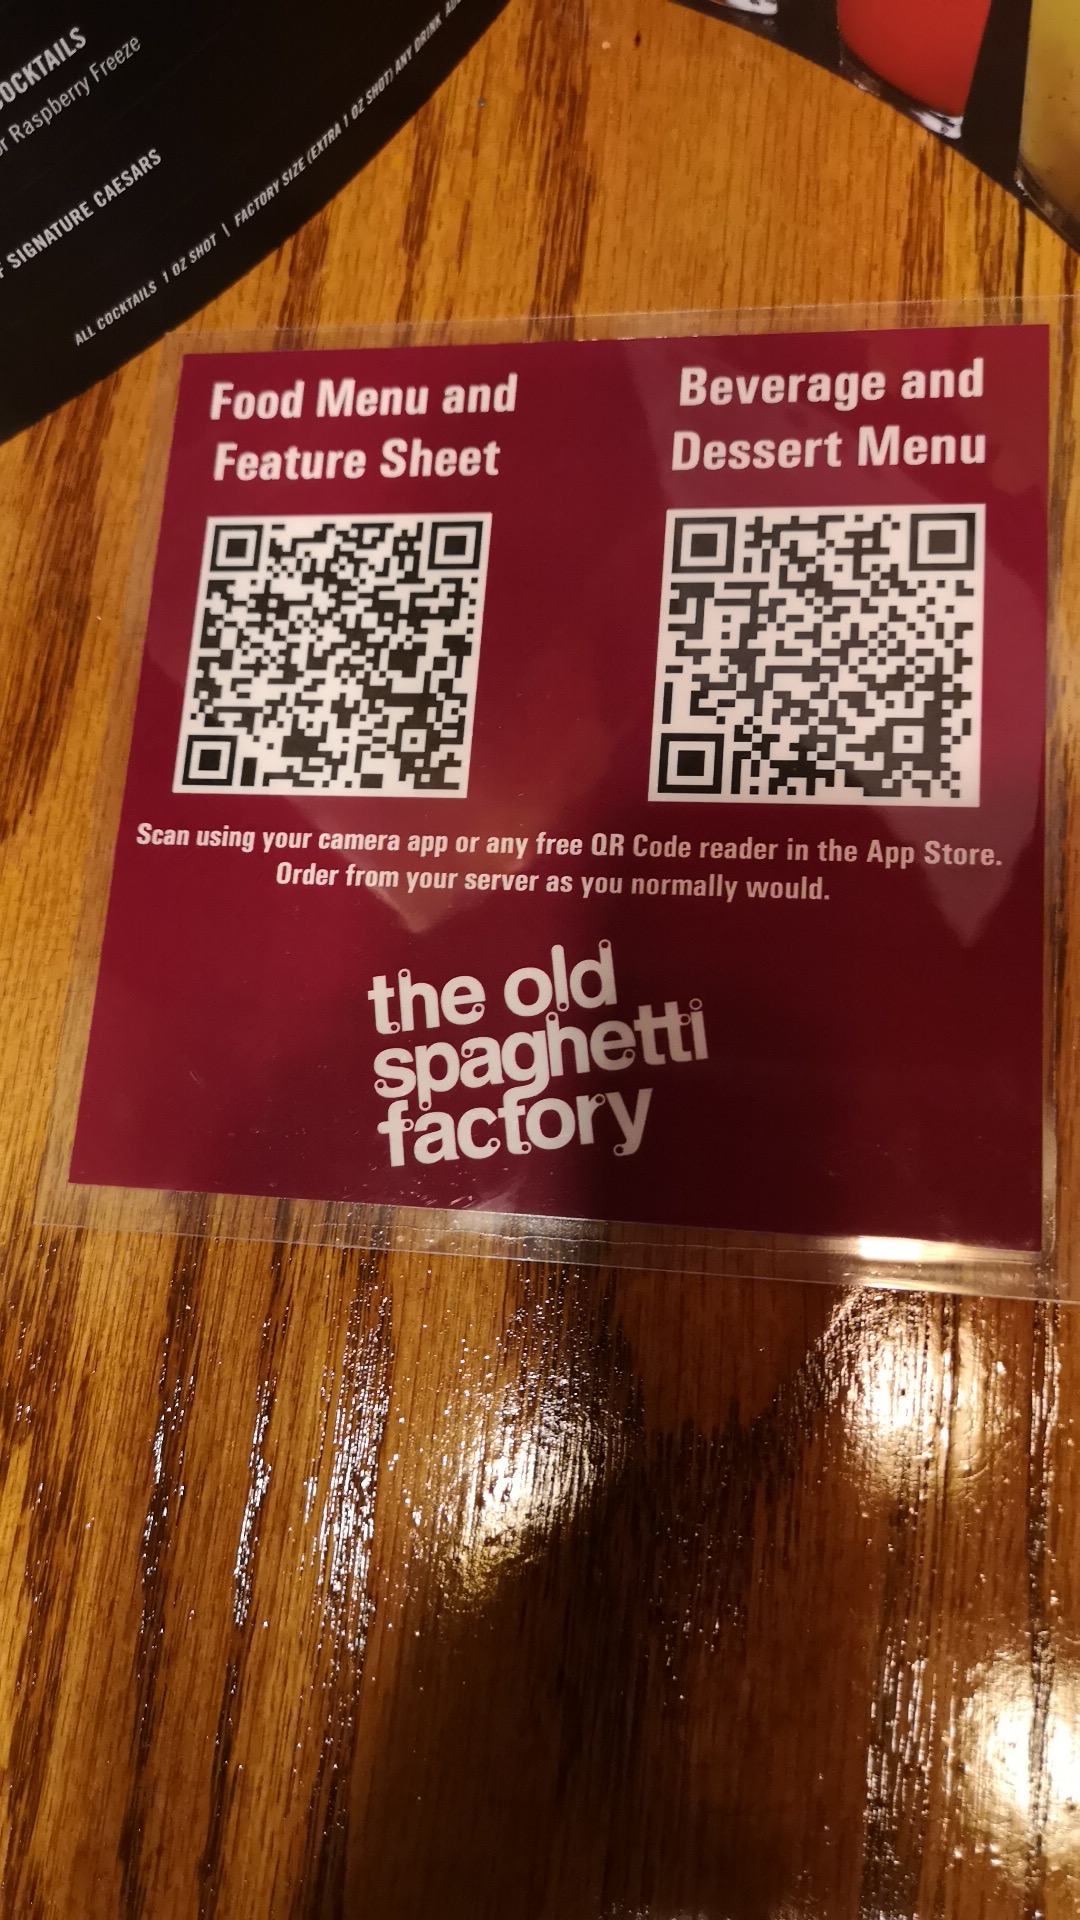 COCKTAILS
or Raspberry Freeze
SIGNATURE CAESARS
ALL COCKTAILS 1 OZ SHOT | FACTORY SIZE (EXTRA 1 OZ SHOT) ANY DRINK
Food Menu and
Feature Sheet
Beverage and
Dessert Menu
Scan using your camera app or any free QR Code reader in the App Store.
Order from your server as you normally would.
the old
spaghetti
factory